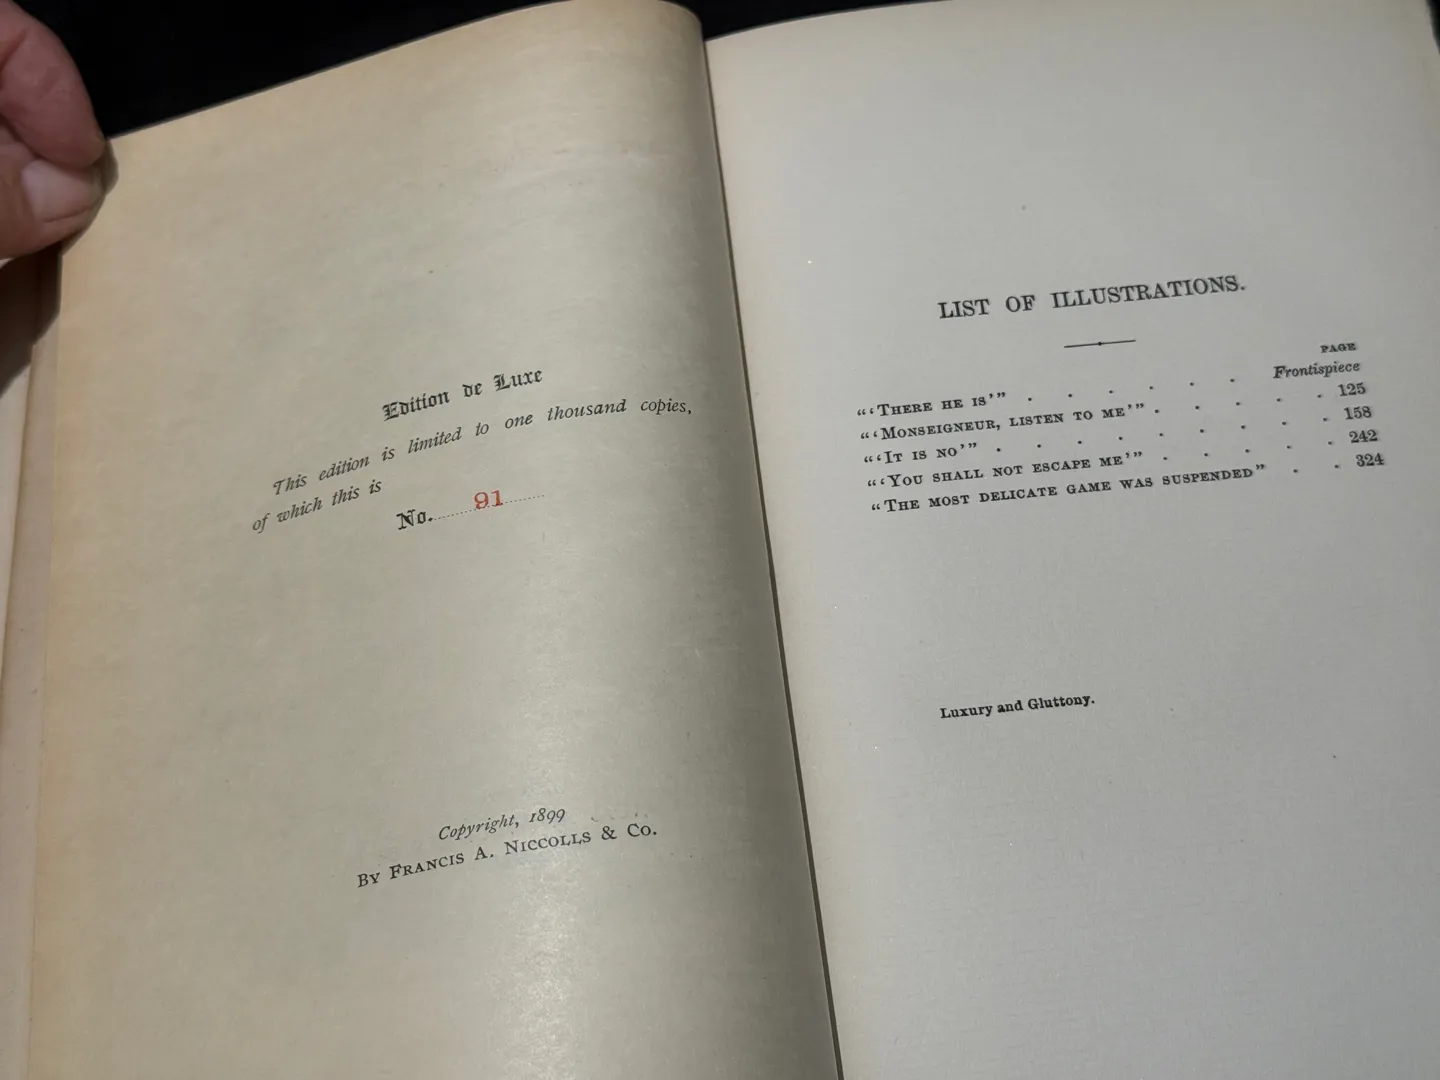 Edition de Luxe
This edition is limited to one thousand copies,
of which this is
No. 91
Copyright, 1899
By Francis A. Niccolls & Co.
LIST OF ILLUSTRATIONS.
PAGE
“‘There he is’” . . . . . . Frontispiece
“‘Monseigneur, listen to me’” . . . . . 125
“‘It is no’” . . . . . . . . . 158
“‘You shall not escape me’” . . . . . 242
“The most delicate game was suspended” . . 324
Luxury and Gluttony.